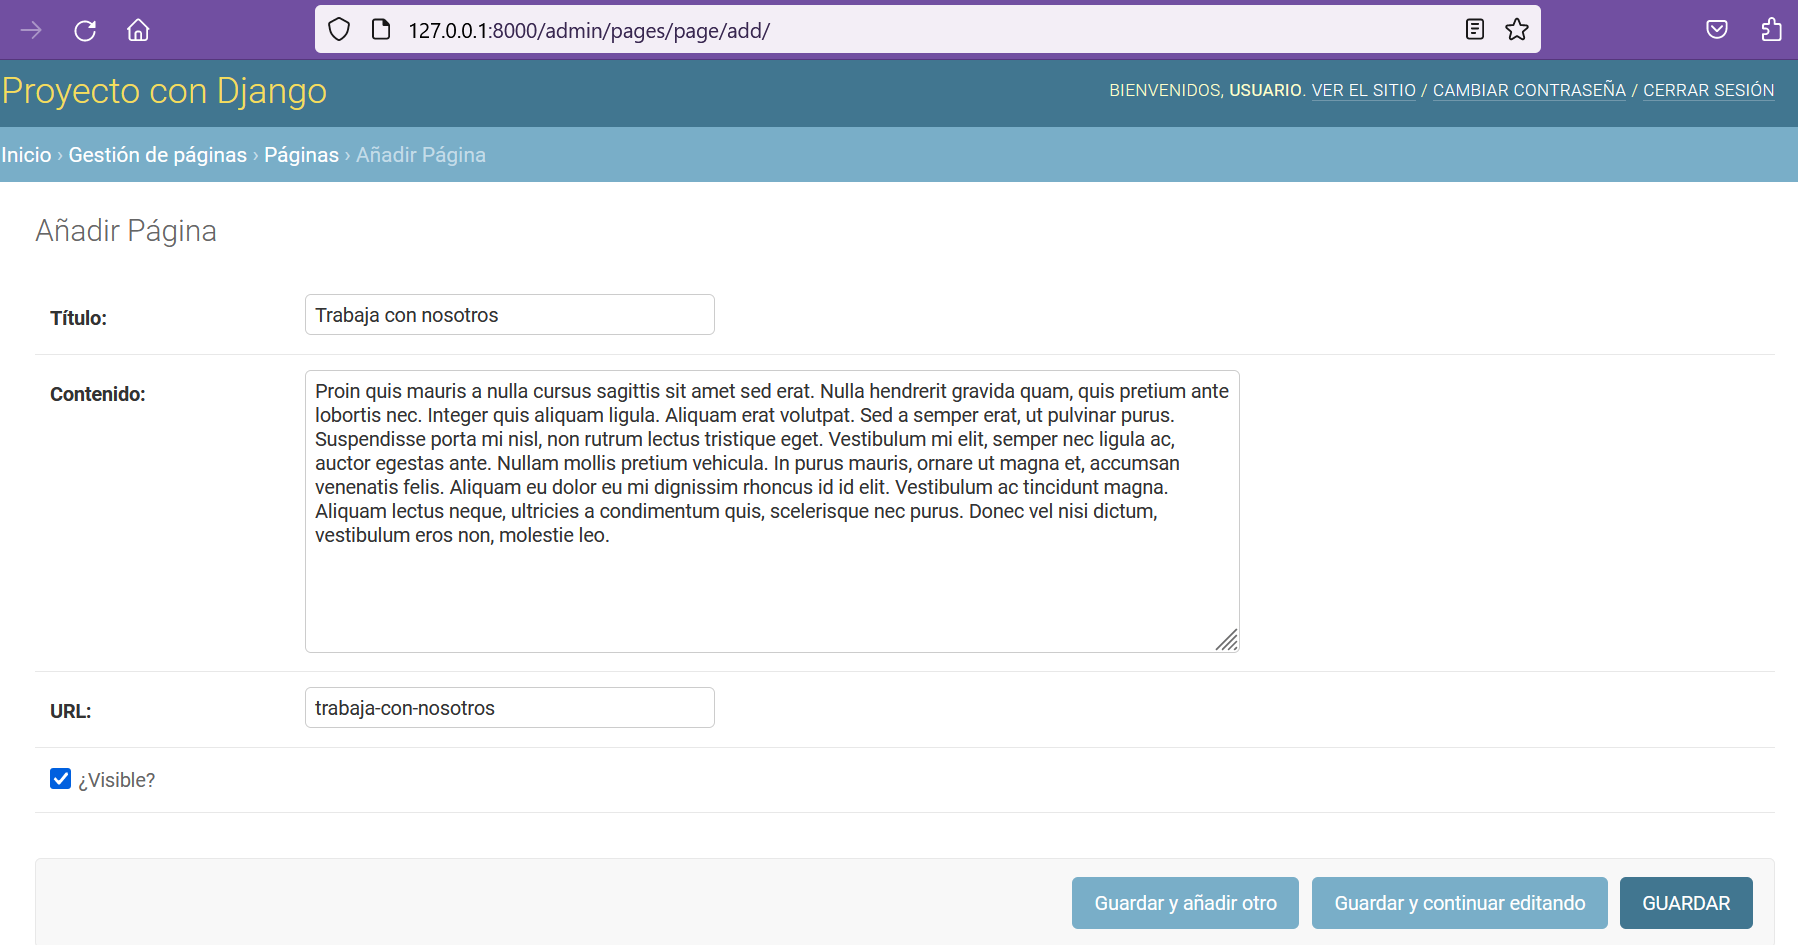 127.0.0.1:8000/admin/pages/page/add/
Proyecto con Django
BIENVENIDOS, USUARIO. VER EL SITIO / CAMBIAR CONTRASEÑA / CERRAR SESIÓN
Inicio › Gestión de páginas › Páginas › Añadir Página
Añadir Página
Título:
Trabaja con nosotros
Contenido:
Proin quis mauris a nulla cursus sagittis sit amet sed erat. Nulla hendrerit gravida quam, quis pretium ante
lobortis nec. Integer quis aliquam ligula. Aliquam erat volutpat. Sed a semper erat, ut pulvinar purus.
Suspendisse porta mi nisl, non rutrum lectus tristique eget. Vestibulum mi elit, semper nec ligula ac,
auctor egestas ante. Nullam mollis pretium vehicula. In purus mauris, ornare ut magna et, accumsan
venenatis felis. Aliquam eu dolor eu mi dignissim rhoncus id id elit. Vestibulum ac tincidunt magna.
Aliquam lectus neque, ultricies a condimentum quis, scelerisque nec purus. Donec vel nisi dictum,
vestibulum eros non, molestie leo.
URL:
trabaja-con-nosotros
¿Visible?
Guardar y añadir otro
Guardar y continuar editando
GUARDAR